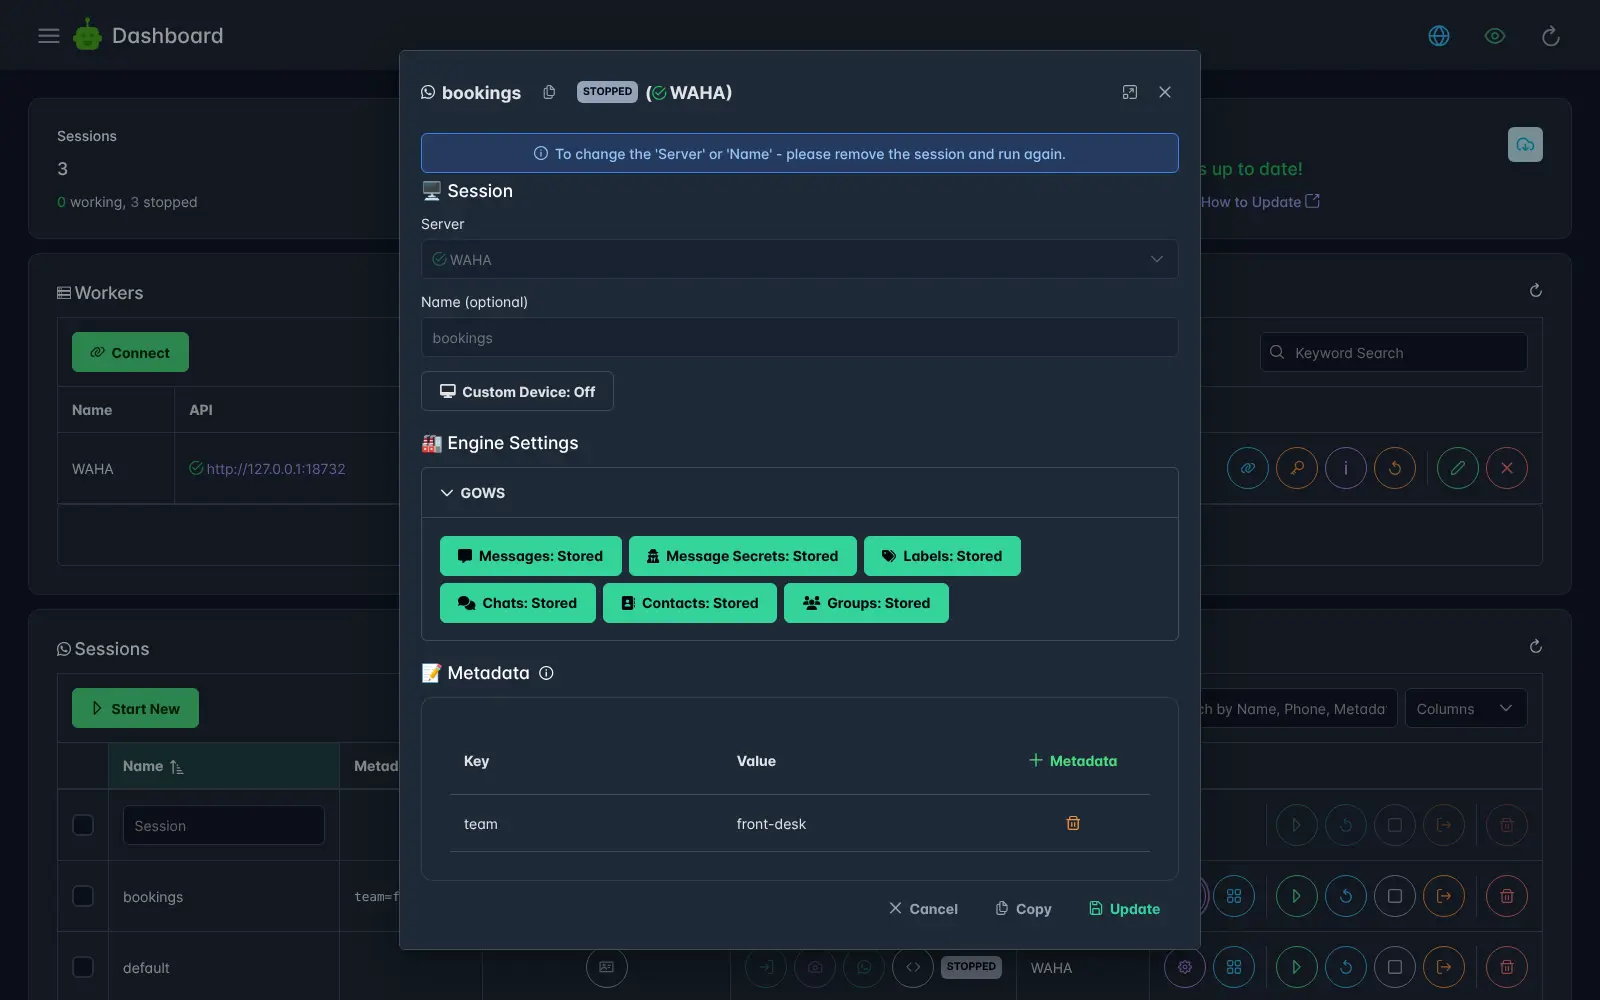 Dashboard
bookings STOPPED (WAHA)
To change the 'Server' or 'Name' - please remove the session and run again.
Session
Server
WAHA
Name (optional)
bookings
Custom Device: Off
Engine Settings
GOWS
Messages: Stored
Message Secrets: Stored
Labels: Stored
Chats: Stored
Contacts: Stored
Groups: Stored
Metadata
Key
Value
Metadata
team
front-desk
Cancel
Copy
Update
Sessions
3
0 working, 3 stopped
s up to date!
How to Update
Workers
Connect
Keyword Search
Name
API
WAHA
http://127.0.0.1:18732
i
Sessions
Start New
ch by Name, Phone, Metada
Columns
Name
Metad
Session
bookings
team=f
default
STOPPED
WAHA